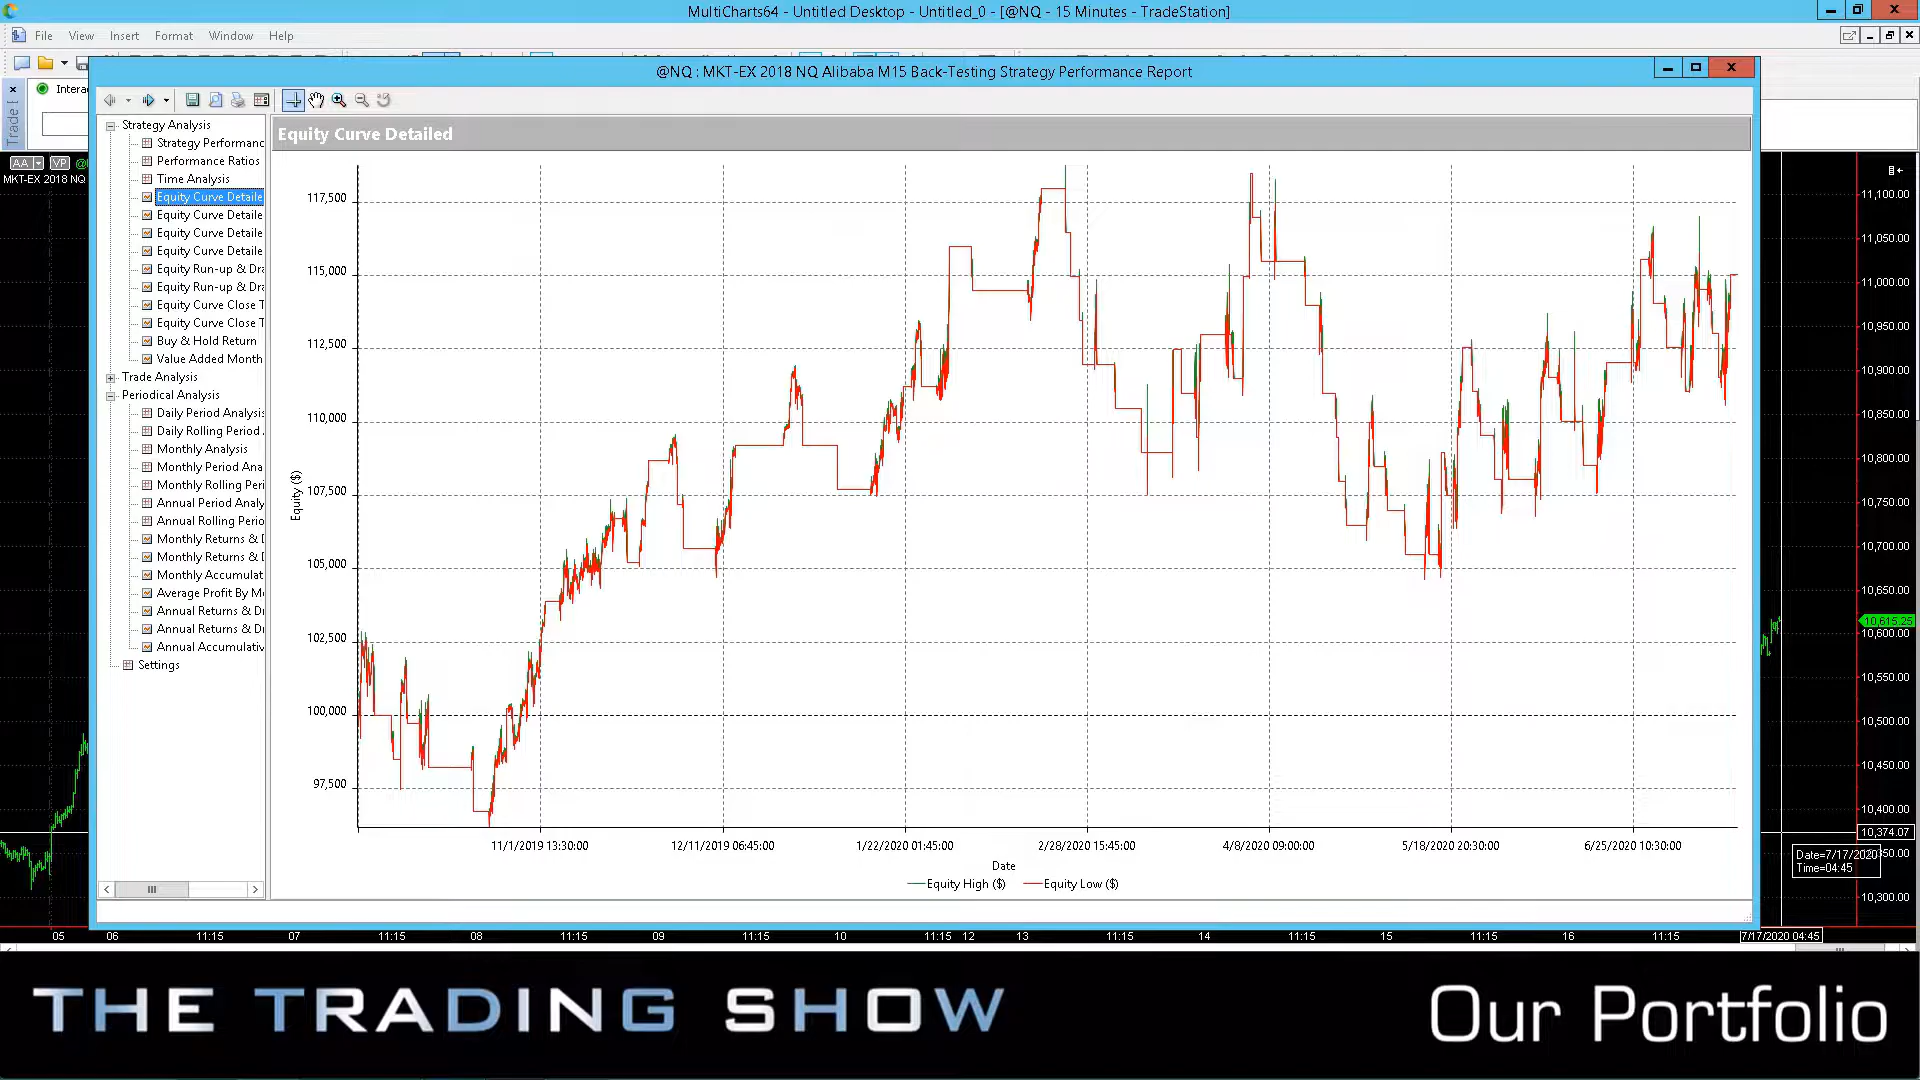 MultiCharts64 - Untitled Desktop - Untitled_0 - [@NQ - 15 Minutes - TradeStation]
File View Insert Format Window Help
@NQ : MKT-EX 2018 NQ Alibaba M15 Back-Testing Strategy Performance Report
Intera
Trade
AA VP @
MKT-EX 2018 NQ
Strategy Analysis
Strategy Performanc
Performance Ratios
Time Analysis
Equity Curve Detaile
Equity Curve Detaile
Equity Curve Detaile
Equity Curve Detaile
Equity Run-up & Dra
Equity Run-up & Dra
Equity Curve Close T
Equity Curve Close T
Buy & Hold Return
Value Added Month
Trade Analysis
Periodical Analysis
Daily Period Analysis
Daily Rolling Period
Monthly Analysis
Monthly Period Ana
Monthly Rolling Peri
Annual Period Analy
Annual Rolling Perio
Monthly Returns & D
Monthly Returns & D
Monthly Accumulat
Average Profit By Mo
Annual Returns & Dr
Annual Returns & Dr
Annual Accumulativ
Settings
Equity Curve Detailed
117,500
115,000
112,500
110,000
107,500
105,000
102,500
100,000
97,500
Equity ($)
11/1/2019 13:30:00 12/11/2019 06:45:00 1/22/2020 01:45:00 2/28/2020 15:45:00 4/8/2020 09:00:00 5/18/2020 20:30:00 6/25/2020 10:30:00
Date
Equity High ($) Equity Low ($)
11,100.00
11,050.00
11,000.00
10,950.00
10,900.00
10,850.00
10,800.00
10,750.00
10,700.00
10,650.00
10,615.25
10,600.00
10,550.00
10,500.00
10,450.00
10,400.00
10,374.07
Date=7/17/2020
Time=04:45
10,300.00
05 06 11:15 07 11:15 08 11:15 09 11:15 10 11:15 12 13 11:15 14 11:15 15 11:15 16 11:15 7/17/2020 04:45
THE TRADING SHOW
Our Portfolio